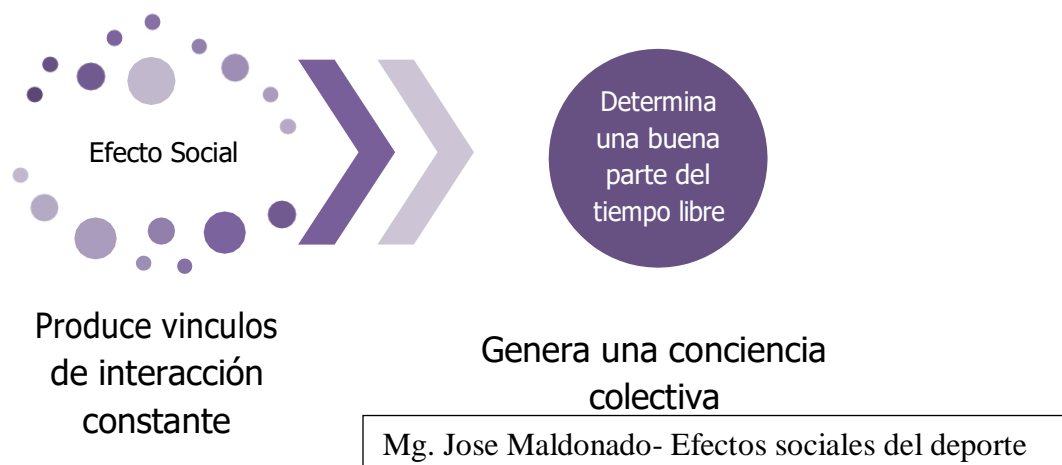 Efecto Social
Produce vinculos
de interacción
constante
Determina
una buena
parte del
tiempo libre
Genera una conciencia
colectiva
Mg. Jose Maldonado- Efectos sociales del deporte